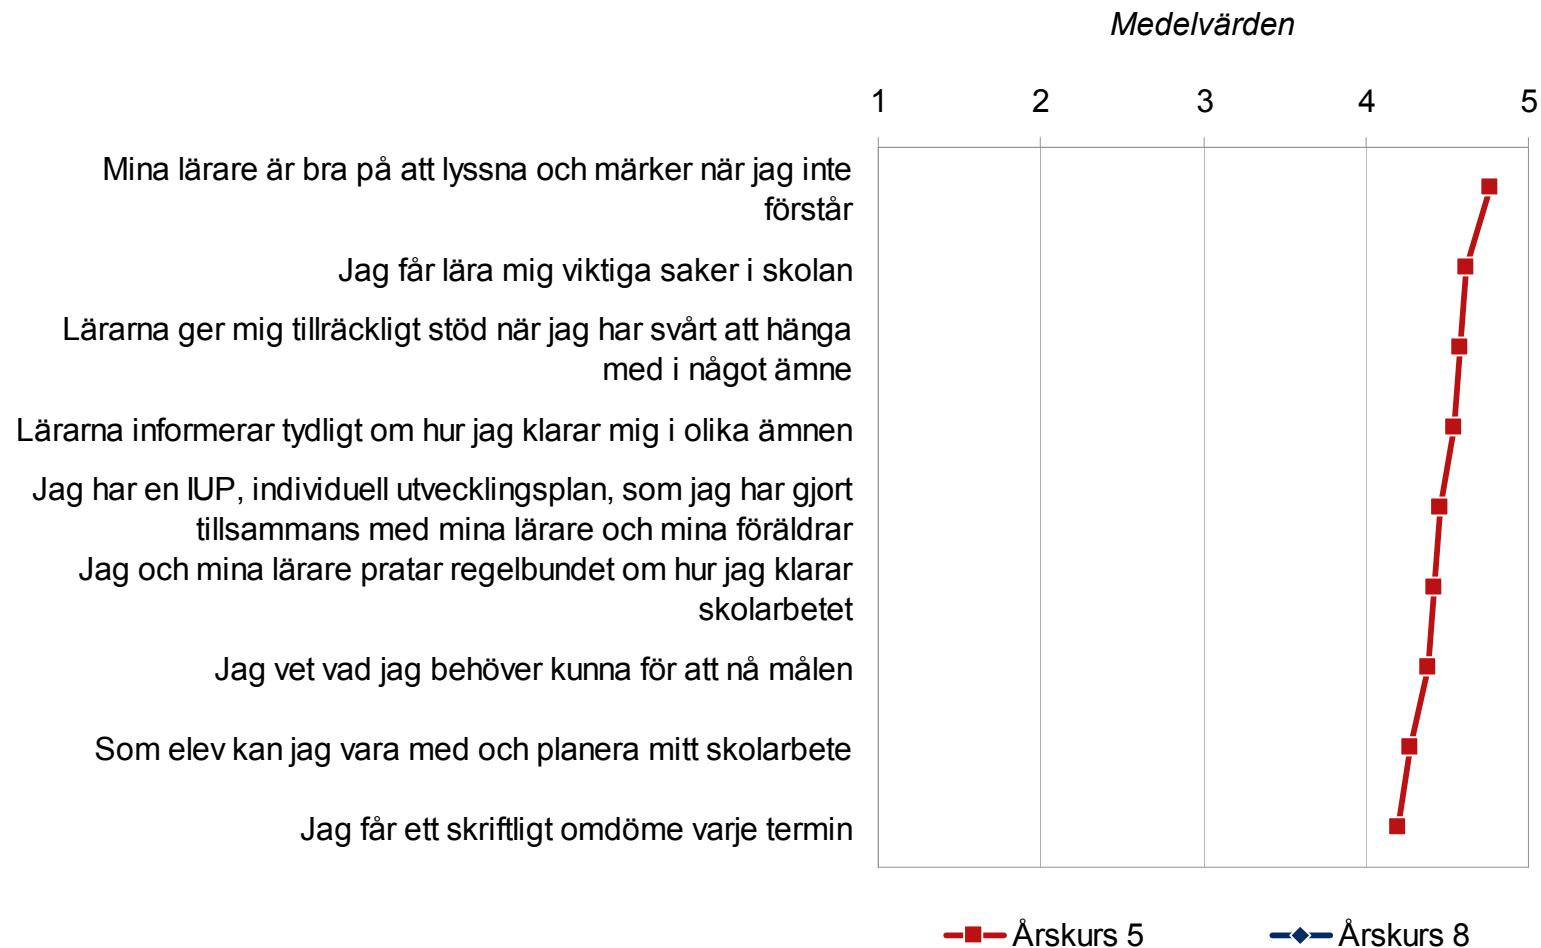 Medelvärden
1 2 3 4 5
Mina lärare är bra på att lyssna och märker när jag inte
förstår
Jag får lära mig viktiga saker i skolan
Lärarna ger mig tillräckligt stöd när jag har svårt att hänga
med i något ämne
Lärarna informerar tydligt om hur jag klarar mig i olika ämnen
Jag har en IUP, individuell utvecklingsplan, som jag har gjort
tillsammans med mina lärare och mina föräldrar
Jag och mina lärare pratar regelbundet om hur jag klarar
skolarbetet
Jag vet vad jag behöver kunna för att nå målen
Som elev kan jag vara med och planera mitt skolarbete
Jag får ett skriftligt omdöme varje termin
Årskurs 5 Årskurs 8